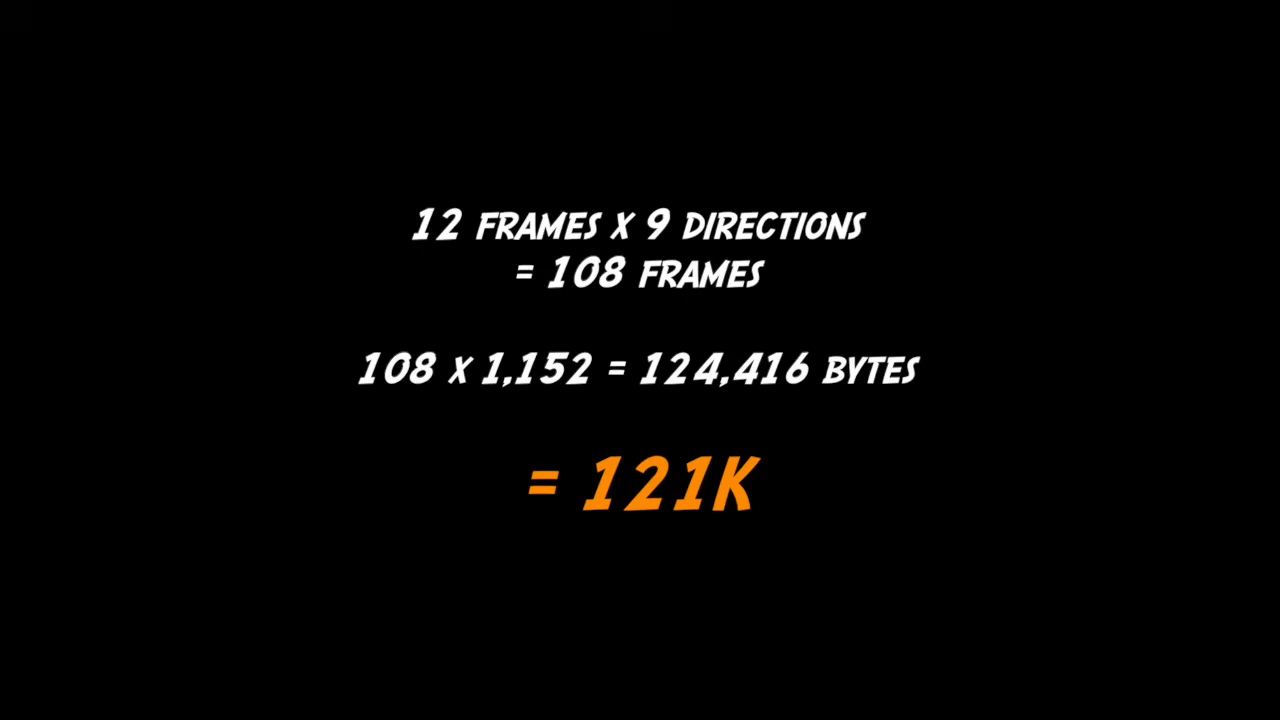 12 FRAMES X 9 DIRECTIONS
= 108 FRAMES
108 X 1,152 = 124,416 BYTES
= 121K